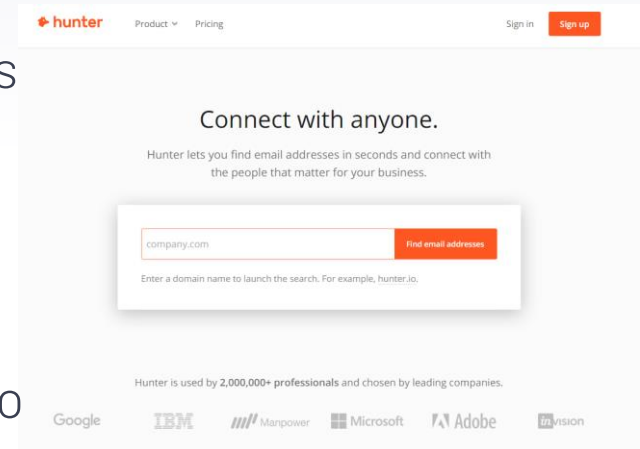 hunter Product Pricing Sign in Sign up
s
Connect with anyone.
Hunter lets you find email addresses in seconds and connect with
the people that matter for your business.
company.com Find email addresses
Enter a domain name to launch the search. For example, hunter.io.
Hunter is used by 2,000,000+ professionals and chosen by leading companies.
o
Google IBM Manpower Microsoft Adobe invision